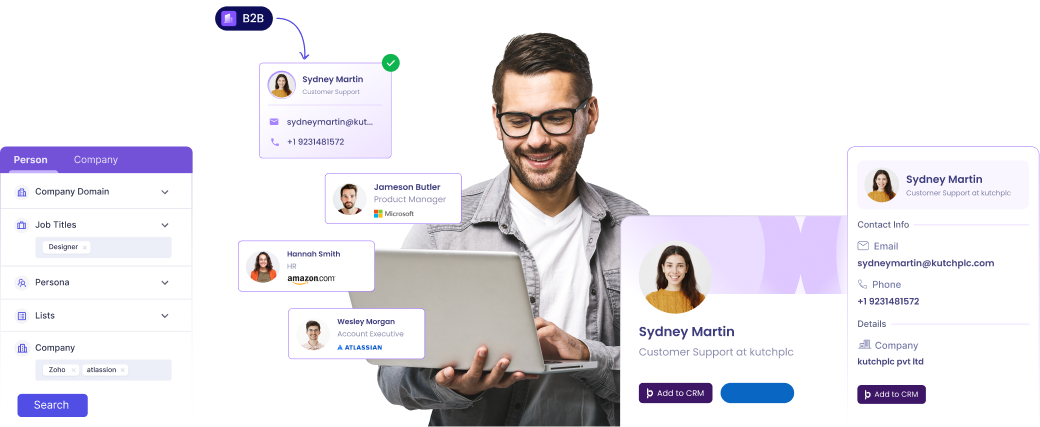 B2B
Sydney Martin
Customer Support
sydneymartin@kut...
+1 9231481572
Person Company
Company Domain
Job Titles
Designer ×
Persona
Lists
Company
Zoho × atlassion ×
Search
Jameson Butler
Product Manager
Microsoft
Hannah Smith
HR
amazon.com
Wesley Morgan
Account Executive
ATLASSIAN
Sydney Martin
Customer Support at kutchplc
Add to CRM
Sydney Martin
Customer Support at kutchplc
Contact Info
Email
sydneymartin@kutchplc.com
Phone
+1 9231481572
Details
Company
kutchplc pvt ltd
Add to CRM